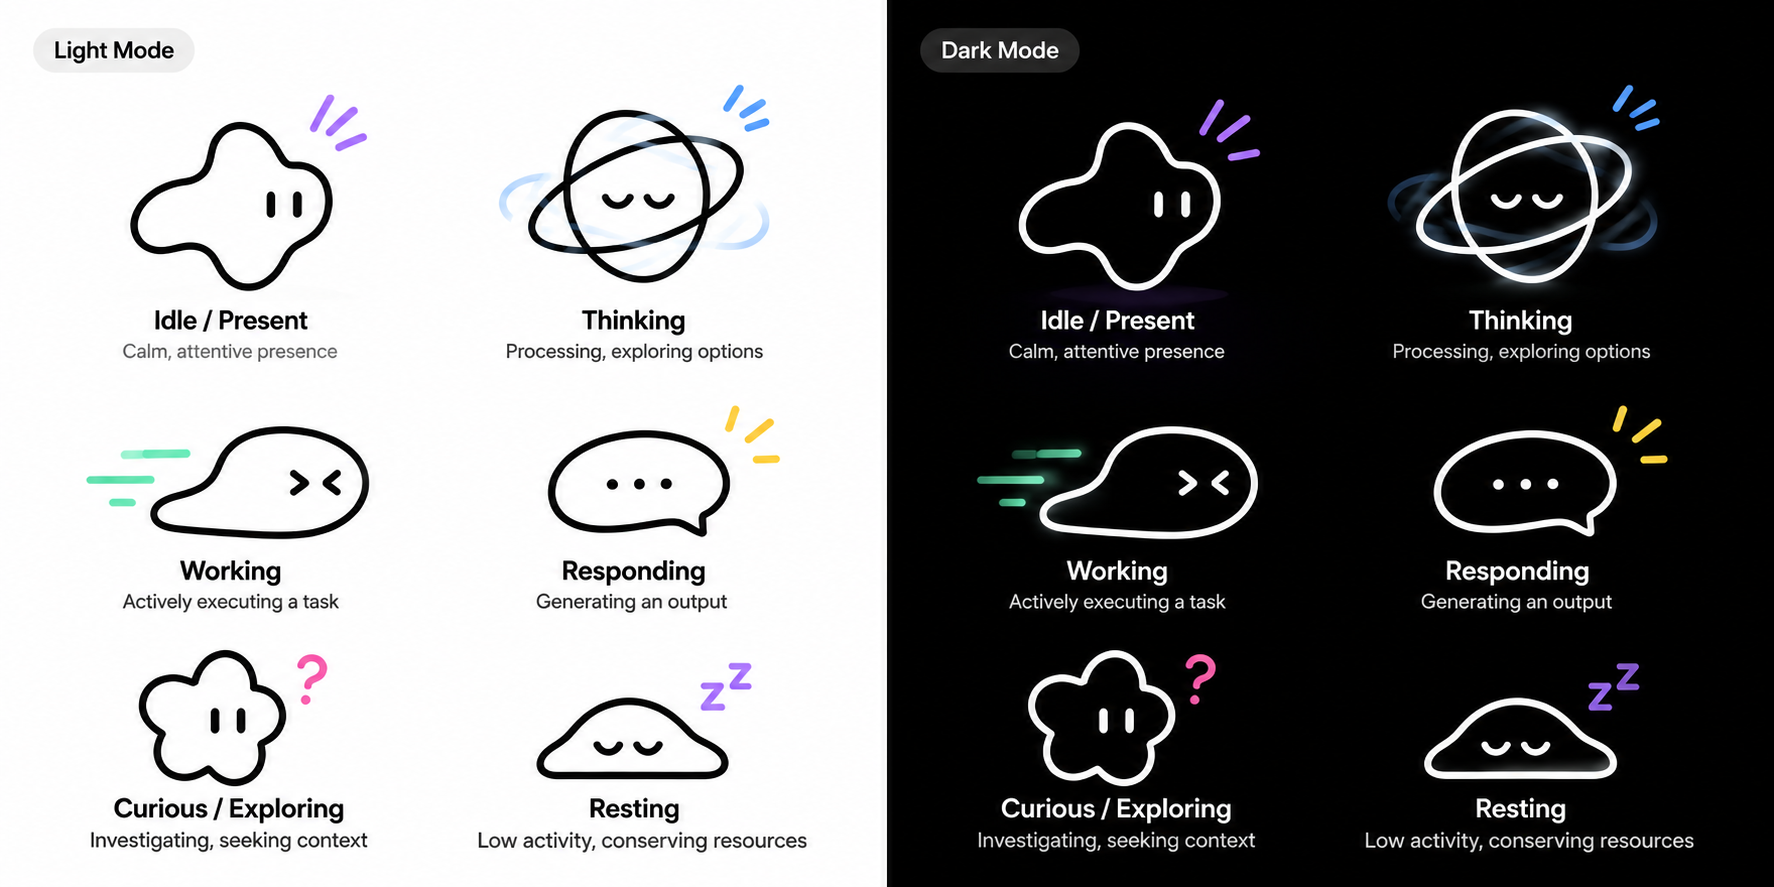 Light Mode
Idle / Present
Calm, attentive presence
Thinking
Processing, exploring options
Working
Actively executing a task
Responding
Generating an output
?
Curious / Exploring
Investigating, seeking context
z z
Resting
Low activity, conserving resources
Dark Mode
Idle / Present
Calm, attentive presence
Thinking
Processing, exploring options
Working
Actively executing a task
Responding
Generating an output
?
Curious / Exploring
Investigating, seeking context
z z
Resting
Low activity, conserving resources